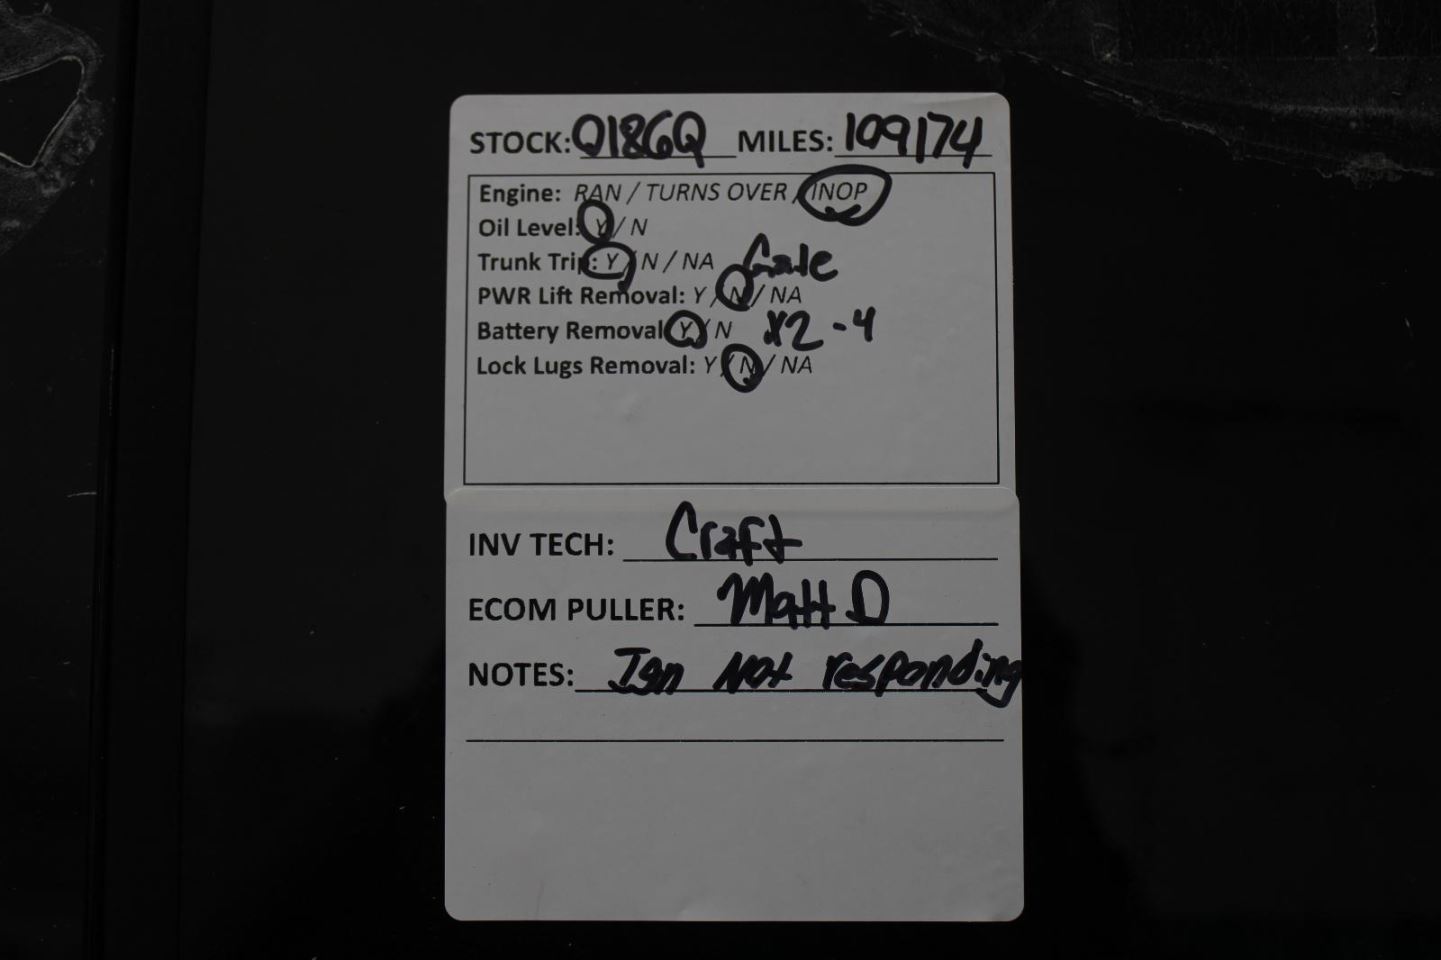 STOCK: Q18GQ MILES: 109174
Engine: RAN / TURNS OVER / INOP
Oil Level: Y / N
Trunk Trip: Y / N / NA Gate
PWR Lift Removal: Y / N / NA
Battery Removal Y / N X2 - 4
Lock Lugs Removal: Y / N / NA
INV TECH: Craft
ECOM PULLER: Matt D
NOTES: Ign Not responding